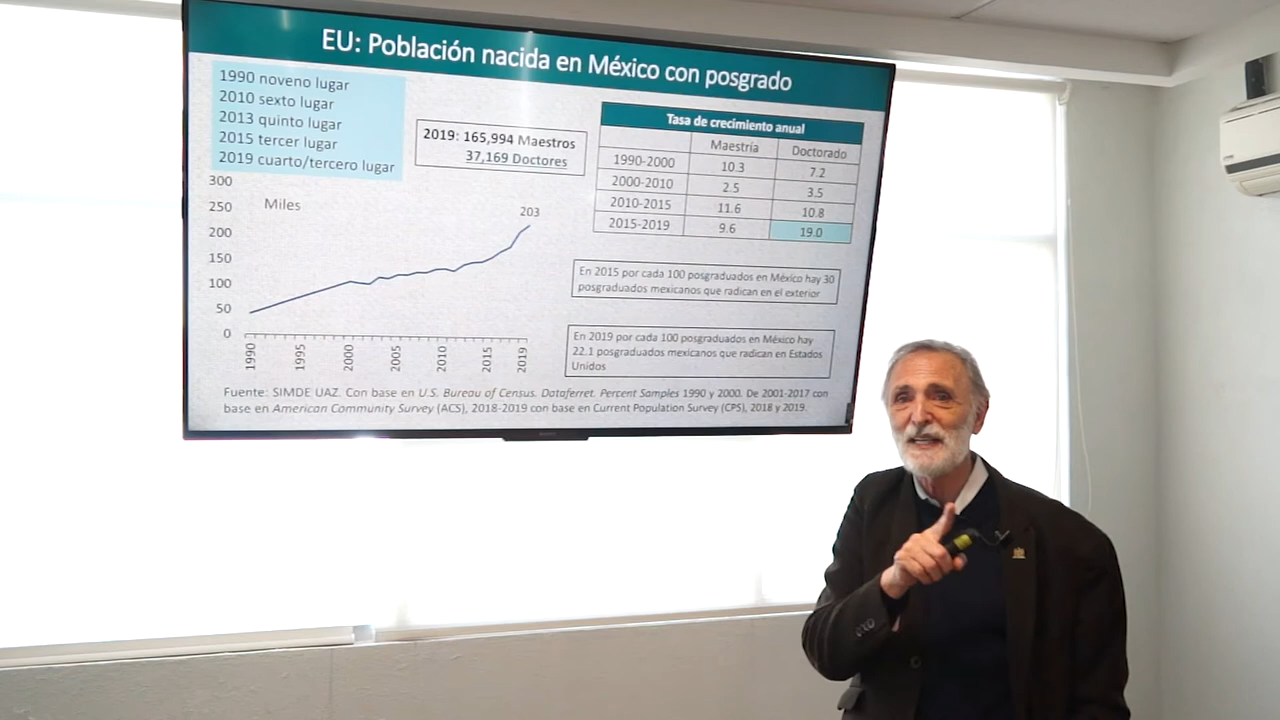 EU: Población nacida en México con posgrado
1990 noveno lugar
2010 sexto lugar
2013 quinto lugar
2015 tercer lugar
2019 cuarto/tercero lugar
2019: 165,994 Maestros
37,169 Doctores
Tasa de crecimiento anual
Maestría Doctorado
1990-2000 10.3 7.2
2000-2010 2.5 3.5
2010-2015 11.6 10.8
2015-2019 9.6 19.0
300
250
200
150
100
50
0
Miles
203
1990 1995 2000 2005 2010 2015 2019
En 2015 por cada 100 posgraduados en México hay 30
posgraduados mexicanos que radican en el exterior
En 2019 por cada 100 posgraduados en México hay
22.1 posgraduados mexicanos que radican en Estados
Unidos
Fuente: SIMDE UAZ. Con base en U.S. Bureau of Census. Dataferret. Percent Samples 1990 y 2000. De 2001-2017 con
base en American Community Survey (ACS), 2018-2019 con base en Current Population Survey (CPS), 2018 y 2019.